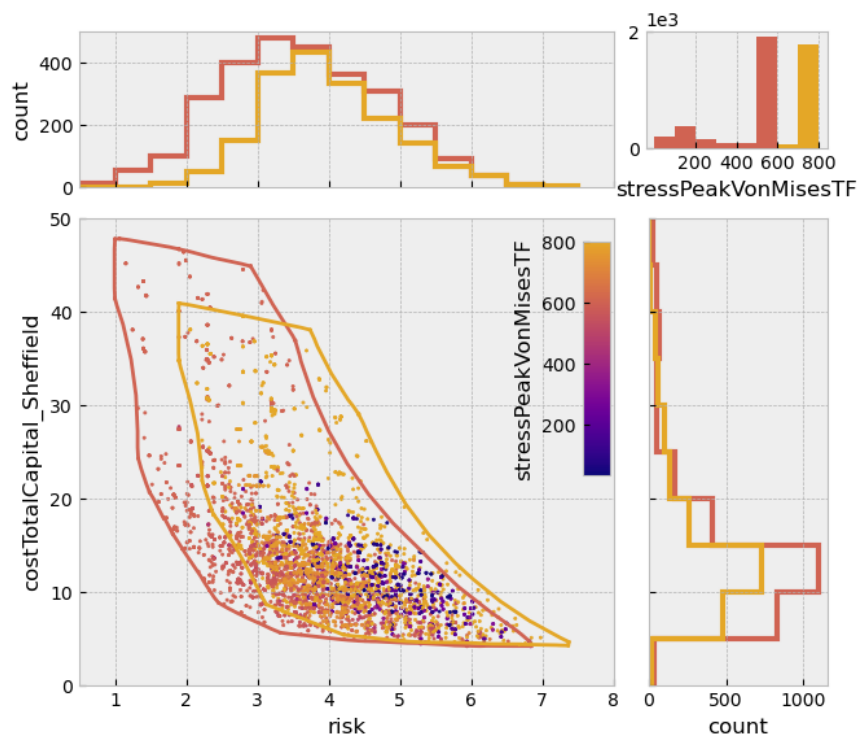 400
200
0
count
1e3
2
0
200 400 600 800
stressPeakVonMisesTF
50
40
30
20
10
0
costTotalCapital_Sheffield
1 2 3 4 5 6 7 8
risk
800
600
400
200
stressPeakVonMisesTF
0 500 1000
count